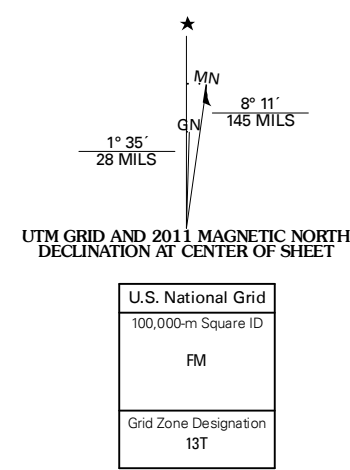 MN
8° 11´
145 MILS
GN
1° 35´
28 MILS
UTM GRID AND 2011 MAGNETIC NORTH
DECLINATION AT CENTER OF SHEET
U.S. National Grid
100,000-m Square ID
FM
Grid Zone Designation
13T